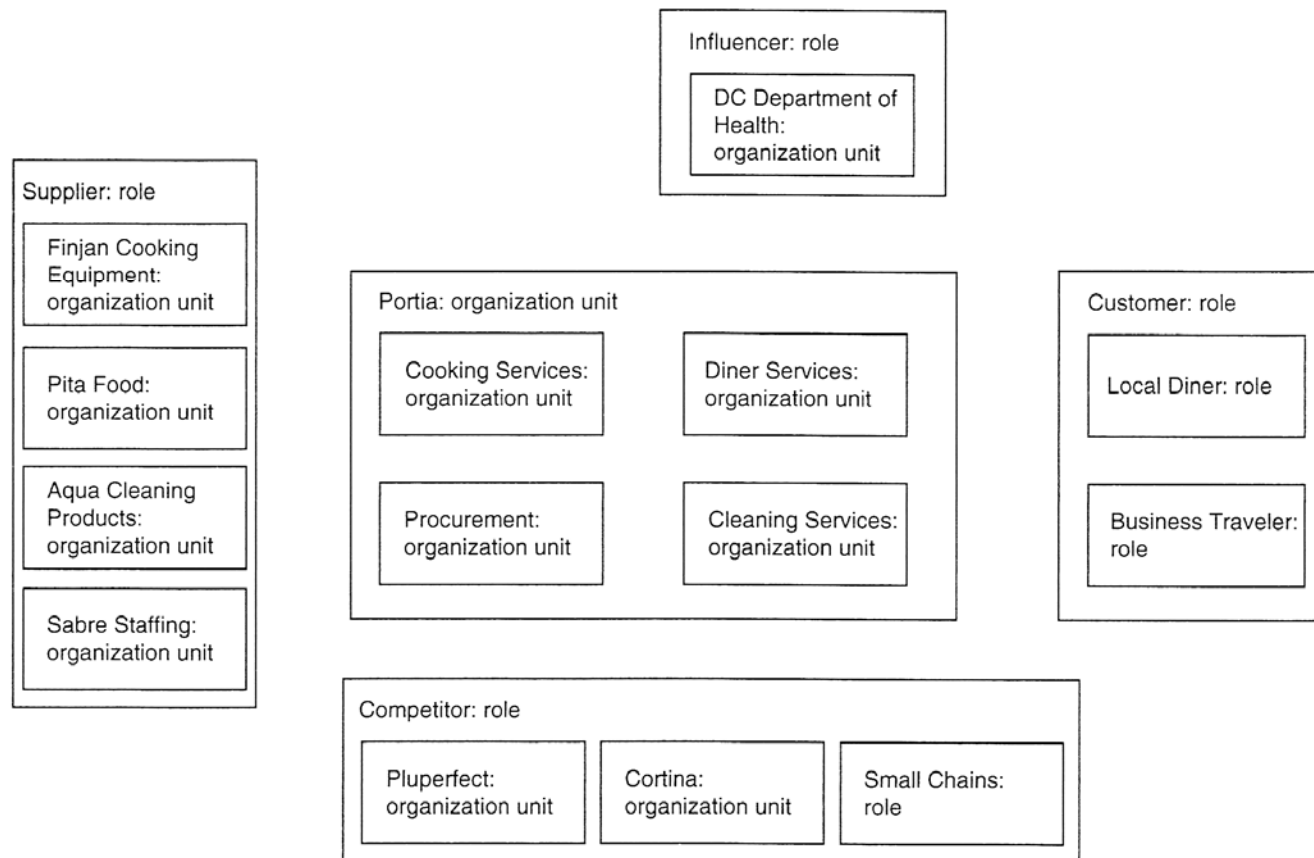 Influencer: role
DC Department of
Health:
organization unit
Supplier: role
Finjan Cooking
Equipment:
organization unit
Pita Food:
organization unit
Aqua Cleaning
Products:
organization unit
Sabre Staffing:
organization unit
Portia: organization unit
Cooking Services:
organization unit
Diner Services:
organization unit
Procurement:
organization unit
Cleaning Services:
organization unit
Customer: role
Local Diner: role
Business Traveler:
role
Competitor: role
Pluperfect:
organization unit
Cortina:
organization unit
Small Chains:
role